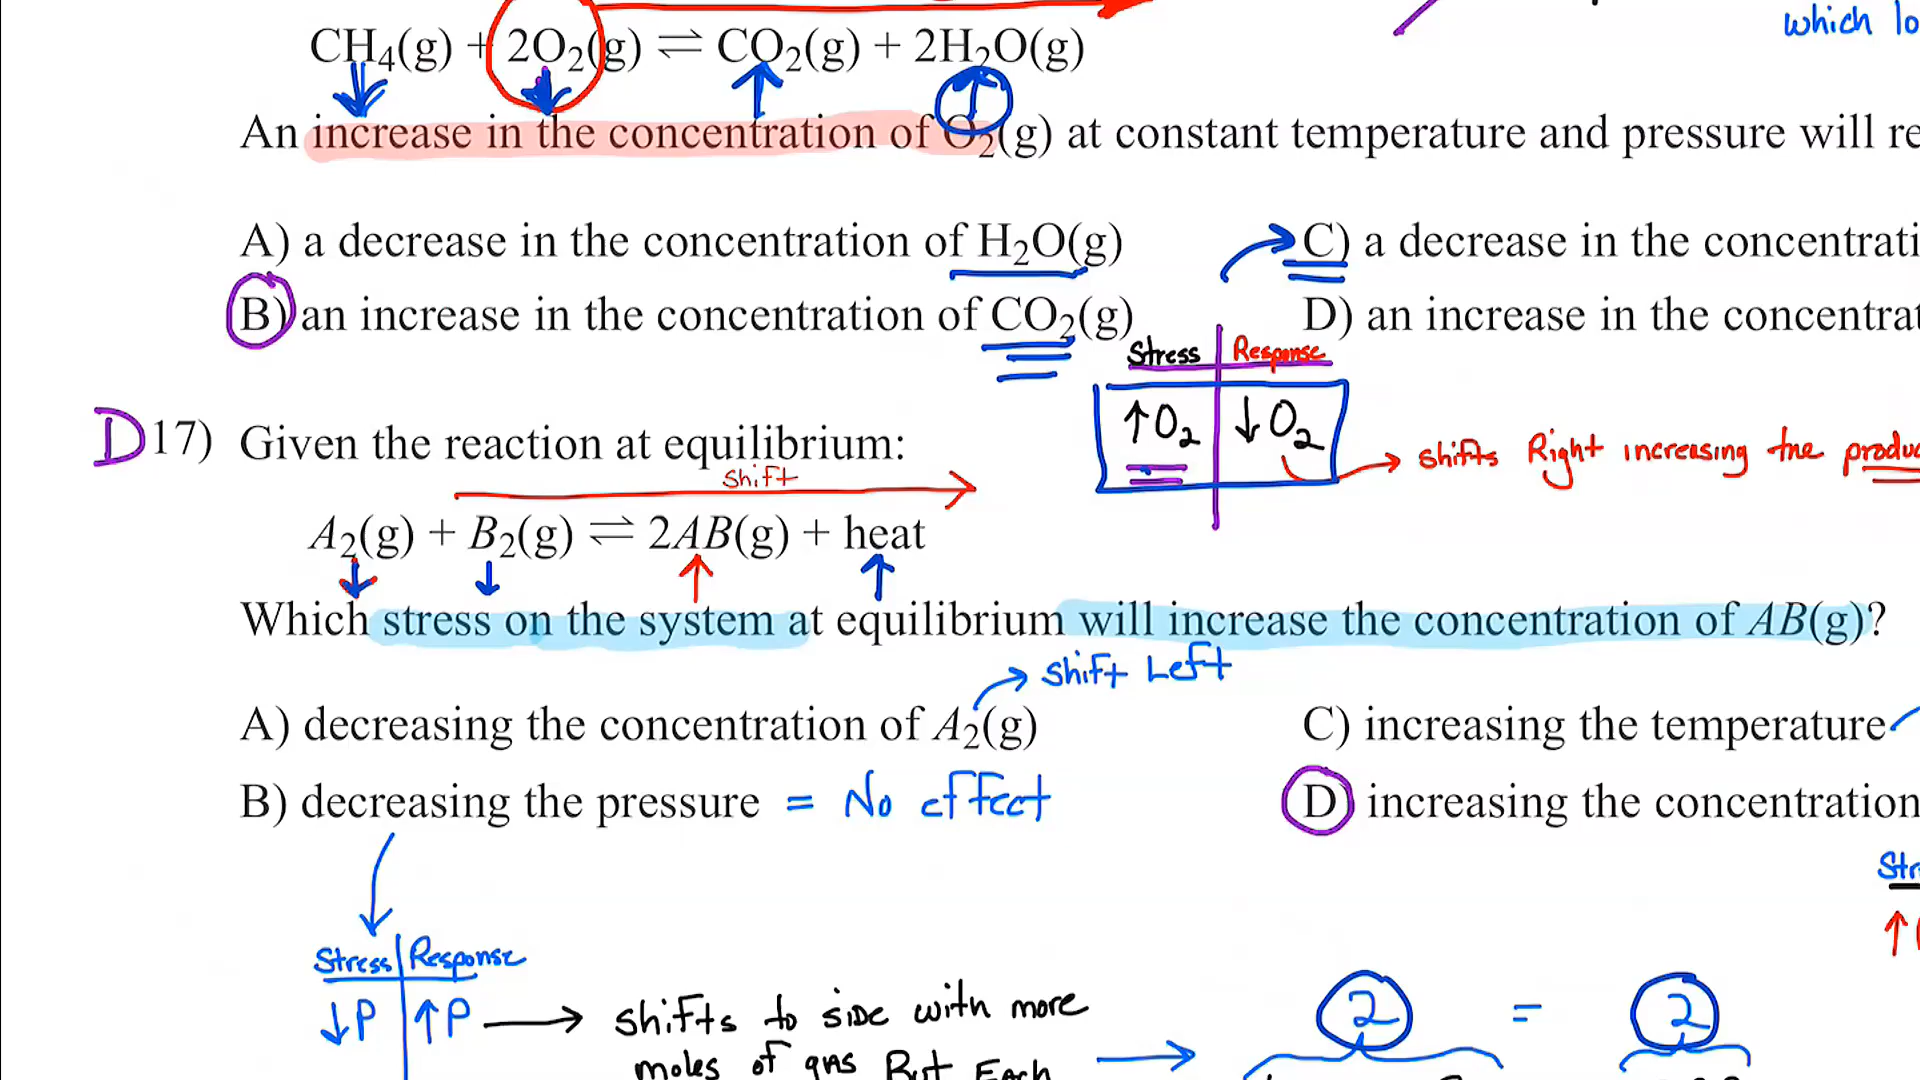 which lo
CH₄(g) + 2O₂(g) ⇌ CO₂(g) + 2H₂O(g)
An increase in the concentration of O₂(g) at constant temperature and pressure will re
A) a decrease in the concentration of H₂O(g)
C) a decrease in the concentrati
B) an increase in the concentration of CO₂(g)
D) an increase in the concentrat
Stress | Response
↑O₂ | ↓O₂
shifts Right increasing the produc
D 17) Given the reaction at equilibrium:
shift
A₂(g) + B₂(g) ⇌ 2AB(g) + heat
Which stress on the system at equilibrium will increase the concentration of AB(g)?
shift Left
A) decreasing the concentration of A₂(g)
C) increasing the temperature
B) decreasing the pressure = No effect
D) increasing the concentration
Str
Stress | Response
↓P | ↑P → shifts to side with more
2 = 2
moles of gas But Each